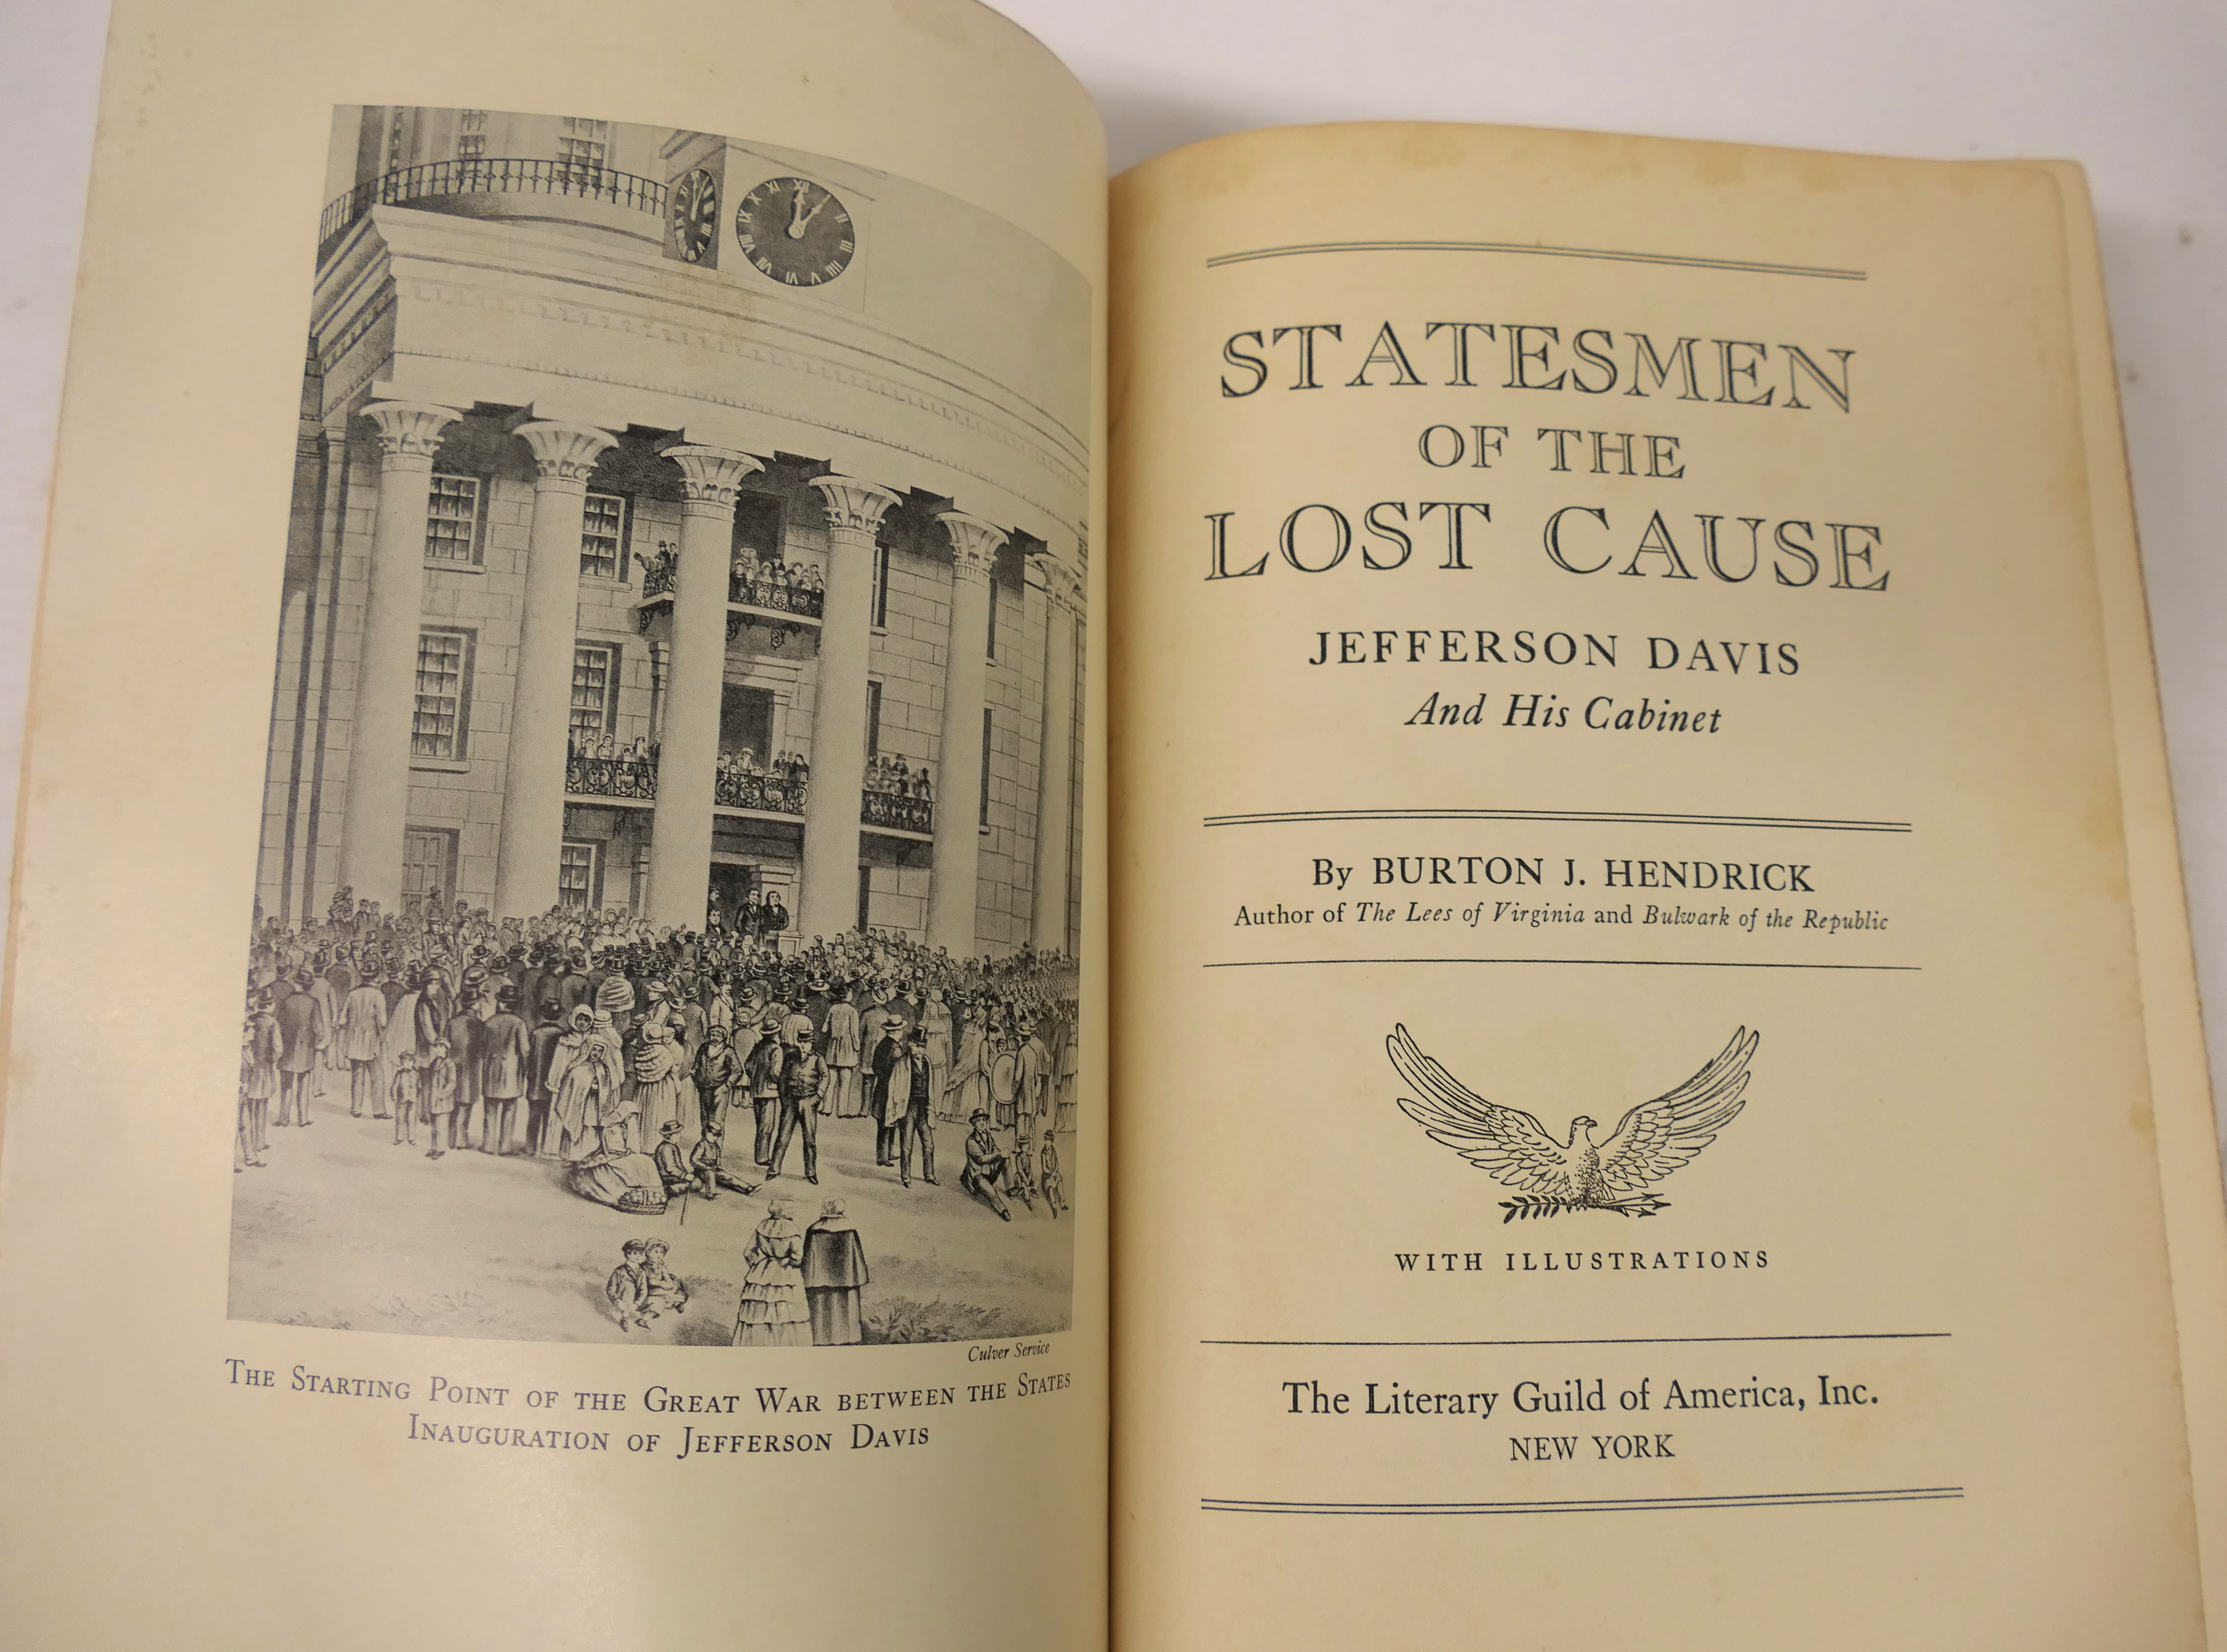 Culver Service
THE STARTING POINT OF THE GREAT WAR BETWEEN THE STATES
INAUGURATION OF JEFFERSON DAVIS
STATESMEN
OF THE
LOST CAUSE
JEFFERSON DAVIS
And His Cabinet
By BURTON J. HENDRICK
Author of The Lees of Virginia and Bulwark of the Republic
WITH ILLUSTRATIONS
The Literary Guild of America, Inc.
NEW YORK